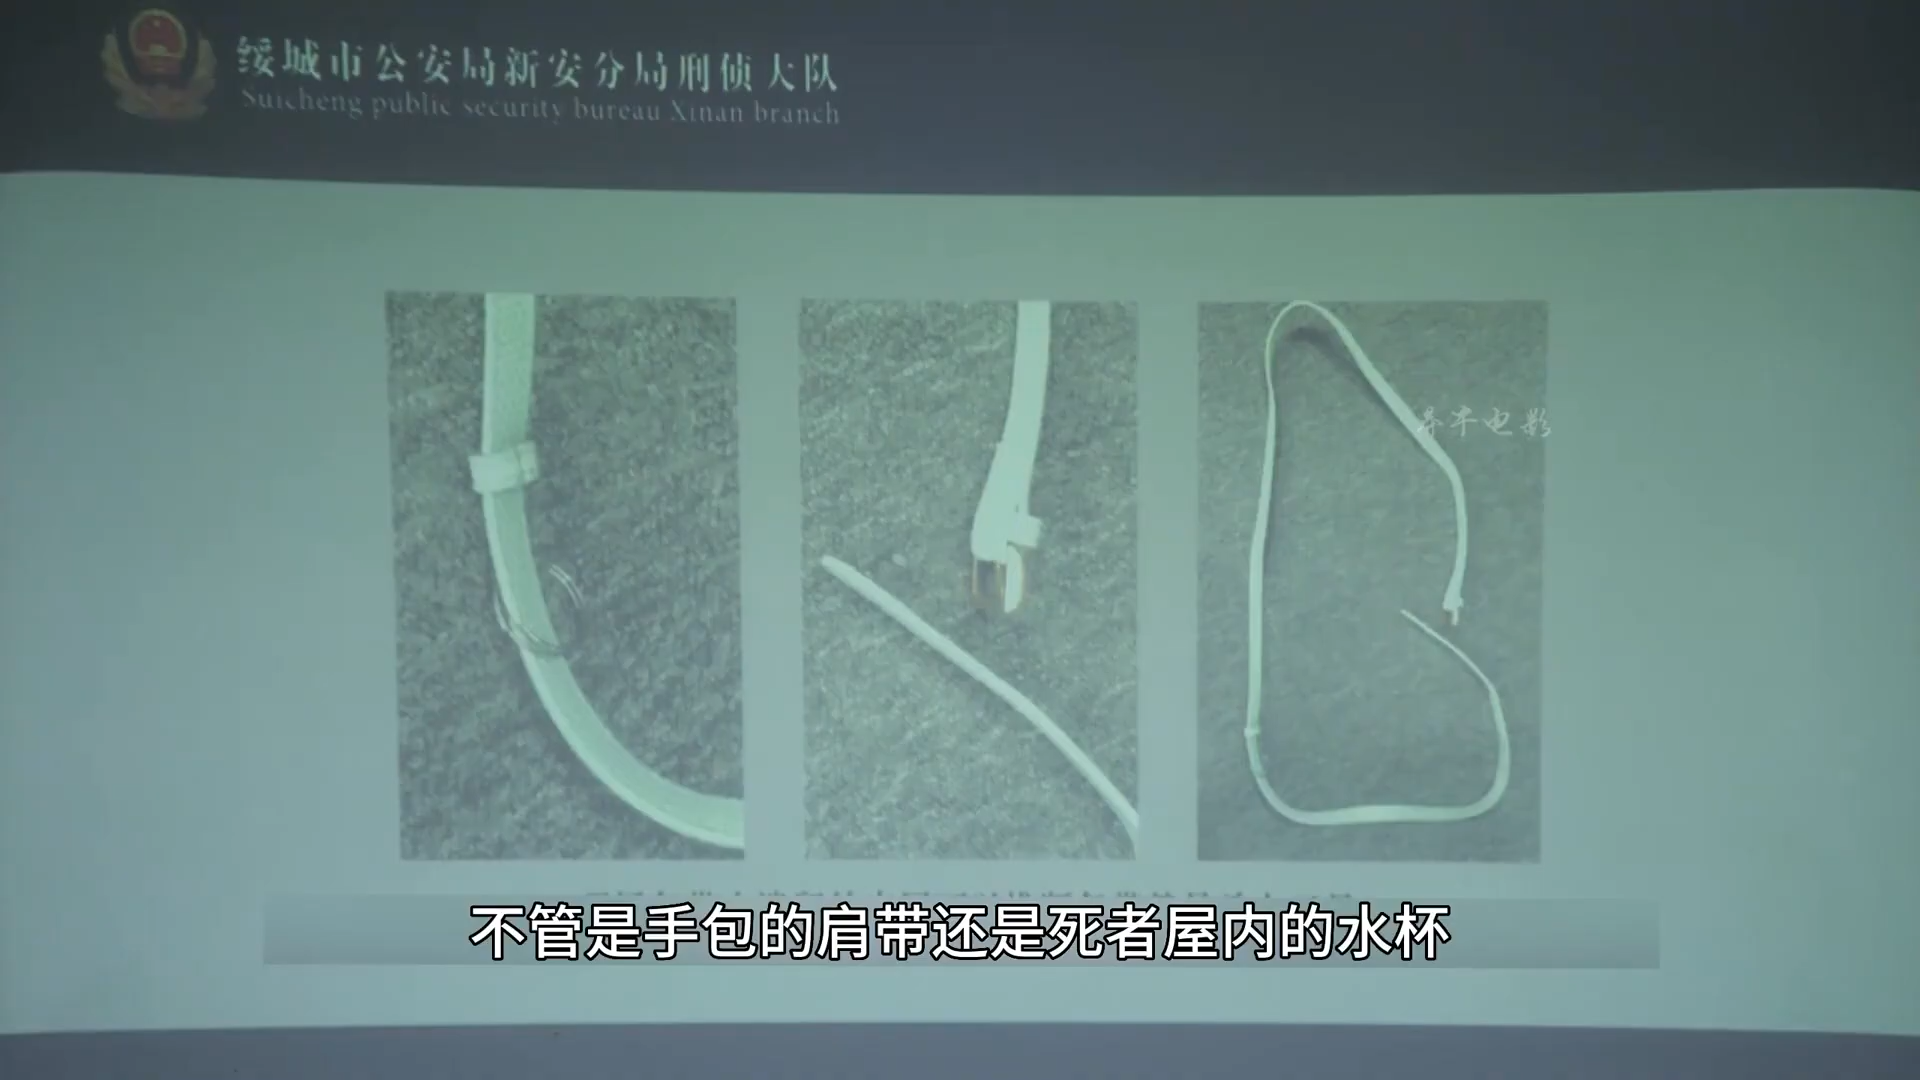 绥城市公安局新安分局刑侦大队
Suicheng public security bureau Xinan branch
不管是手包的肩带还是死者屋内的水杯